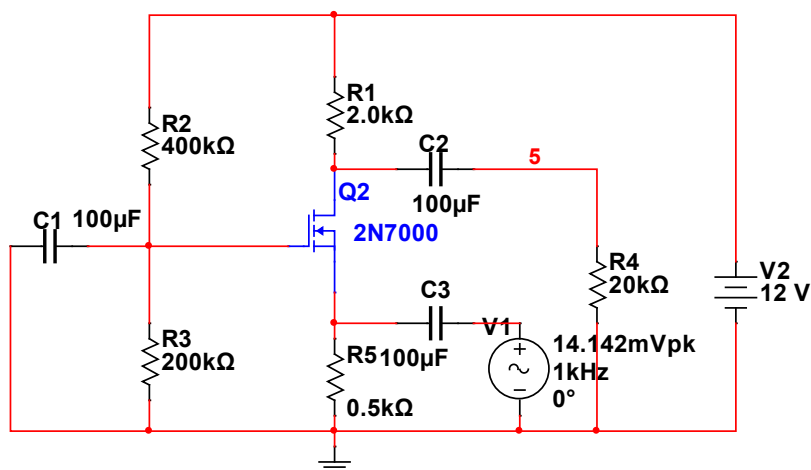 R1
2.0kΩ
R2
400kΩ
C2
5
100µF
Q2
2N7000
C1
100µF
R4
20kΩ
V2
12 V
C3
100µF
V1
14.142mVpk
1kHz
0°
R3
200kΩ
R5
0.5kΩ